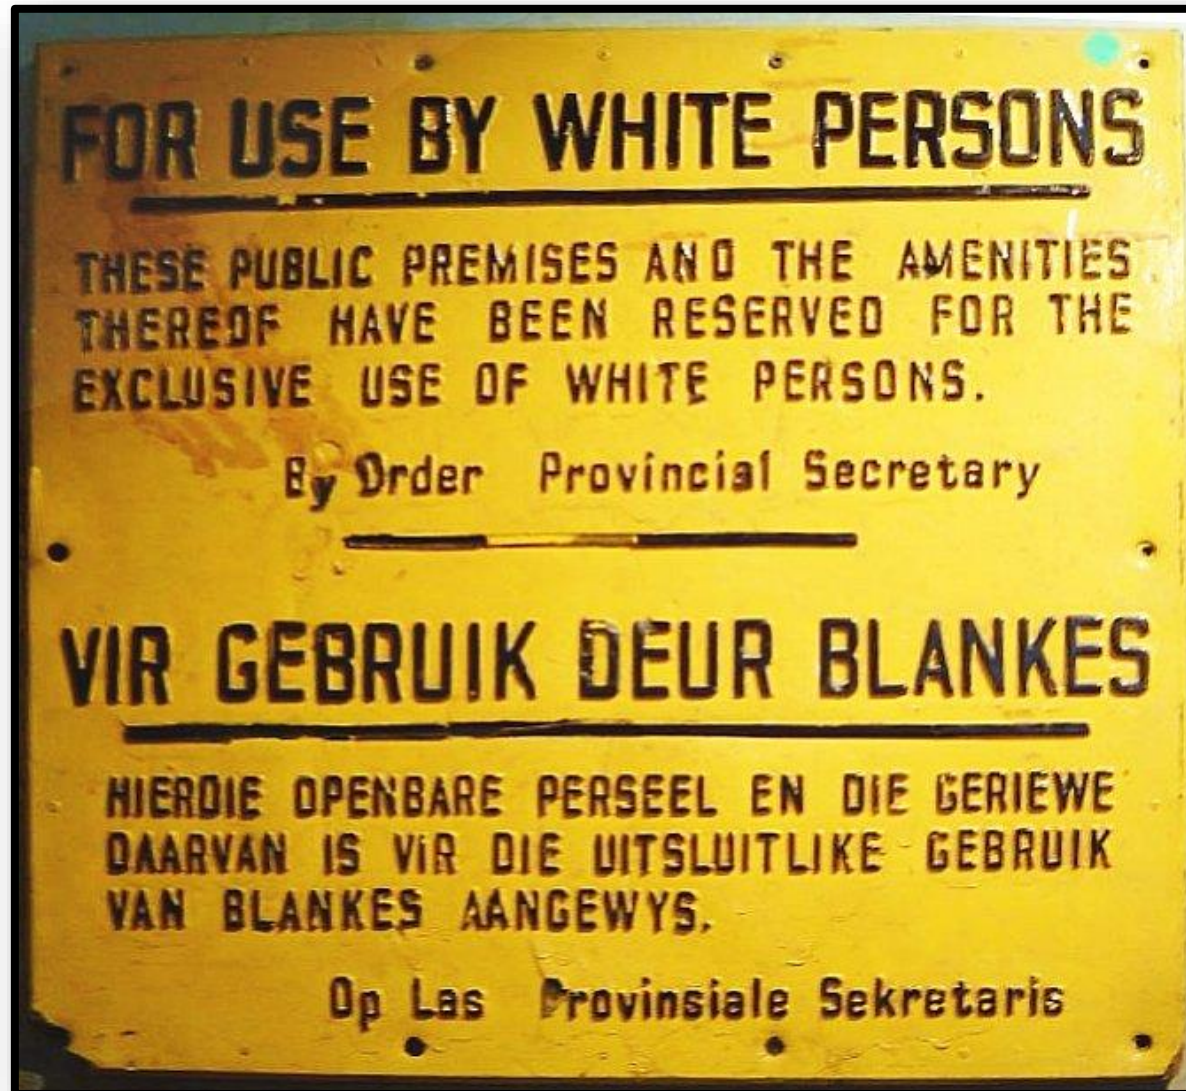 FOR USE BY WHITE PERSONS
THESE PUBLIC PREMISES AND THE AMENITIES
THEREOF HAVE BEEN RESERVED FOR THE
EXCLUSIVE USE OF WHITE PERSONS.
By Order Provincial Secretary
VIR GEBRUIK DEUR BLANKES
HIERDIE OPENBARE PERSEEL EN DIE GERIEWE
DAARVAN IS VIR DIE UITSLUITLIKE GEBRUIK
VAN BLANKES AANGEWYS.
Op Las Provinsiale Sekretaris